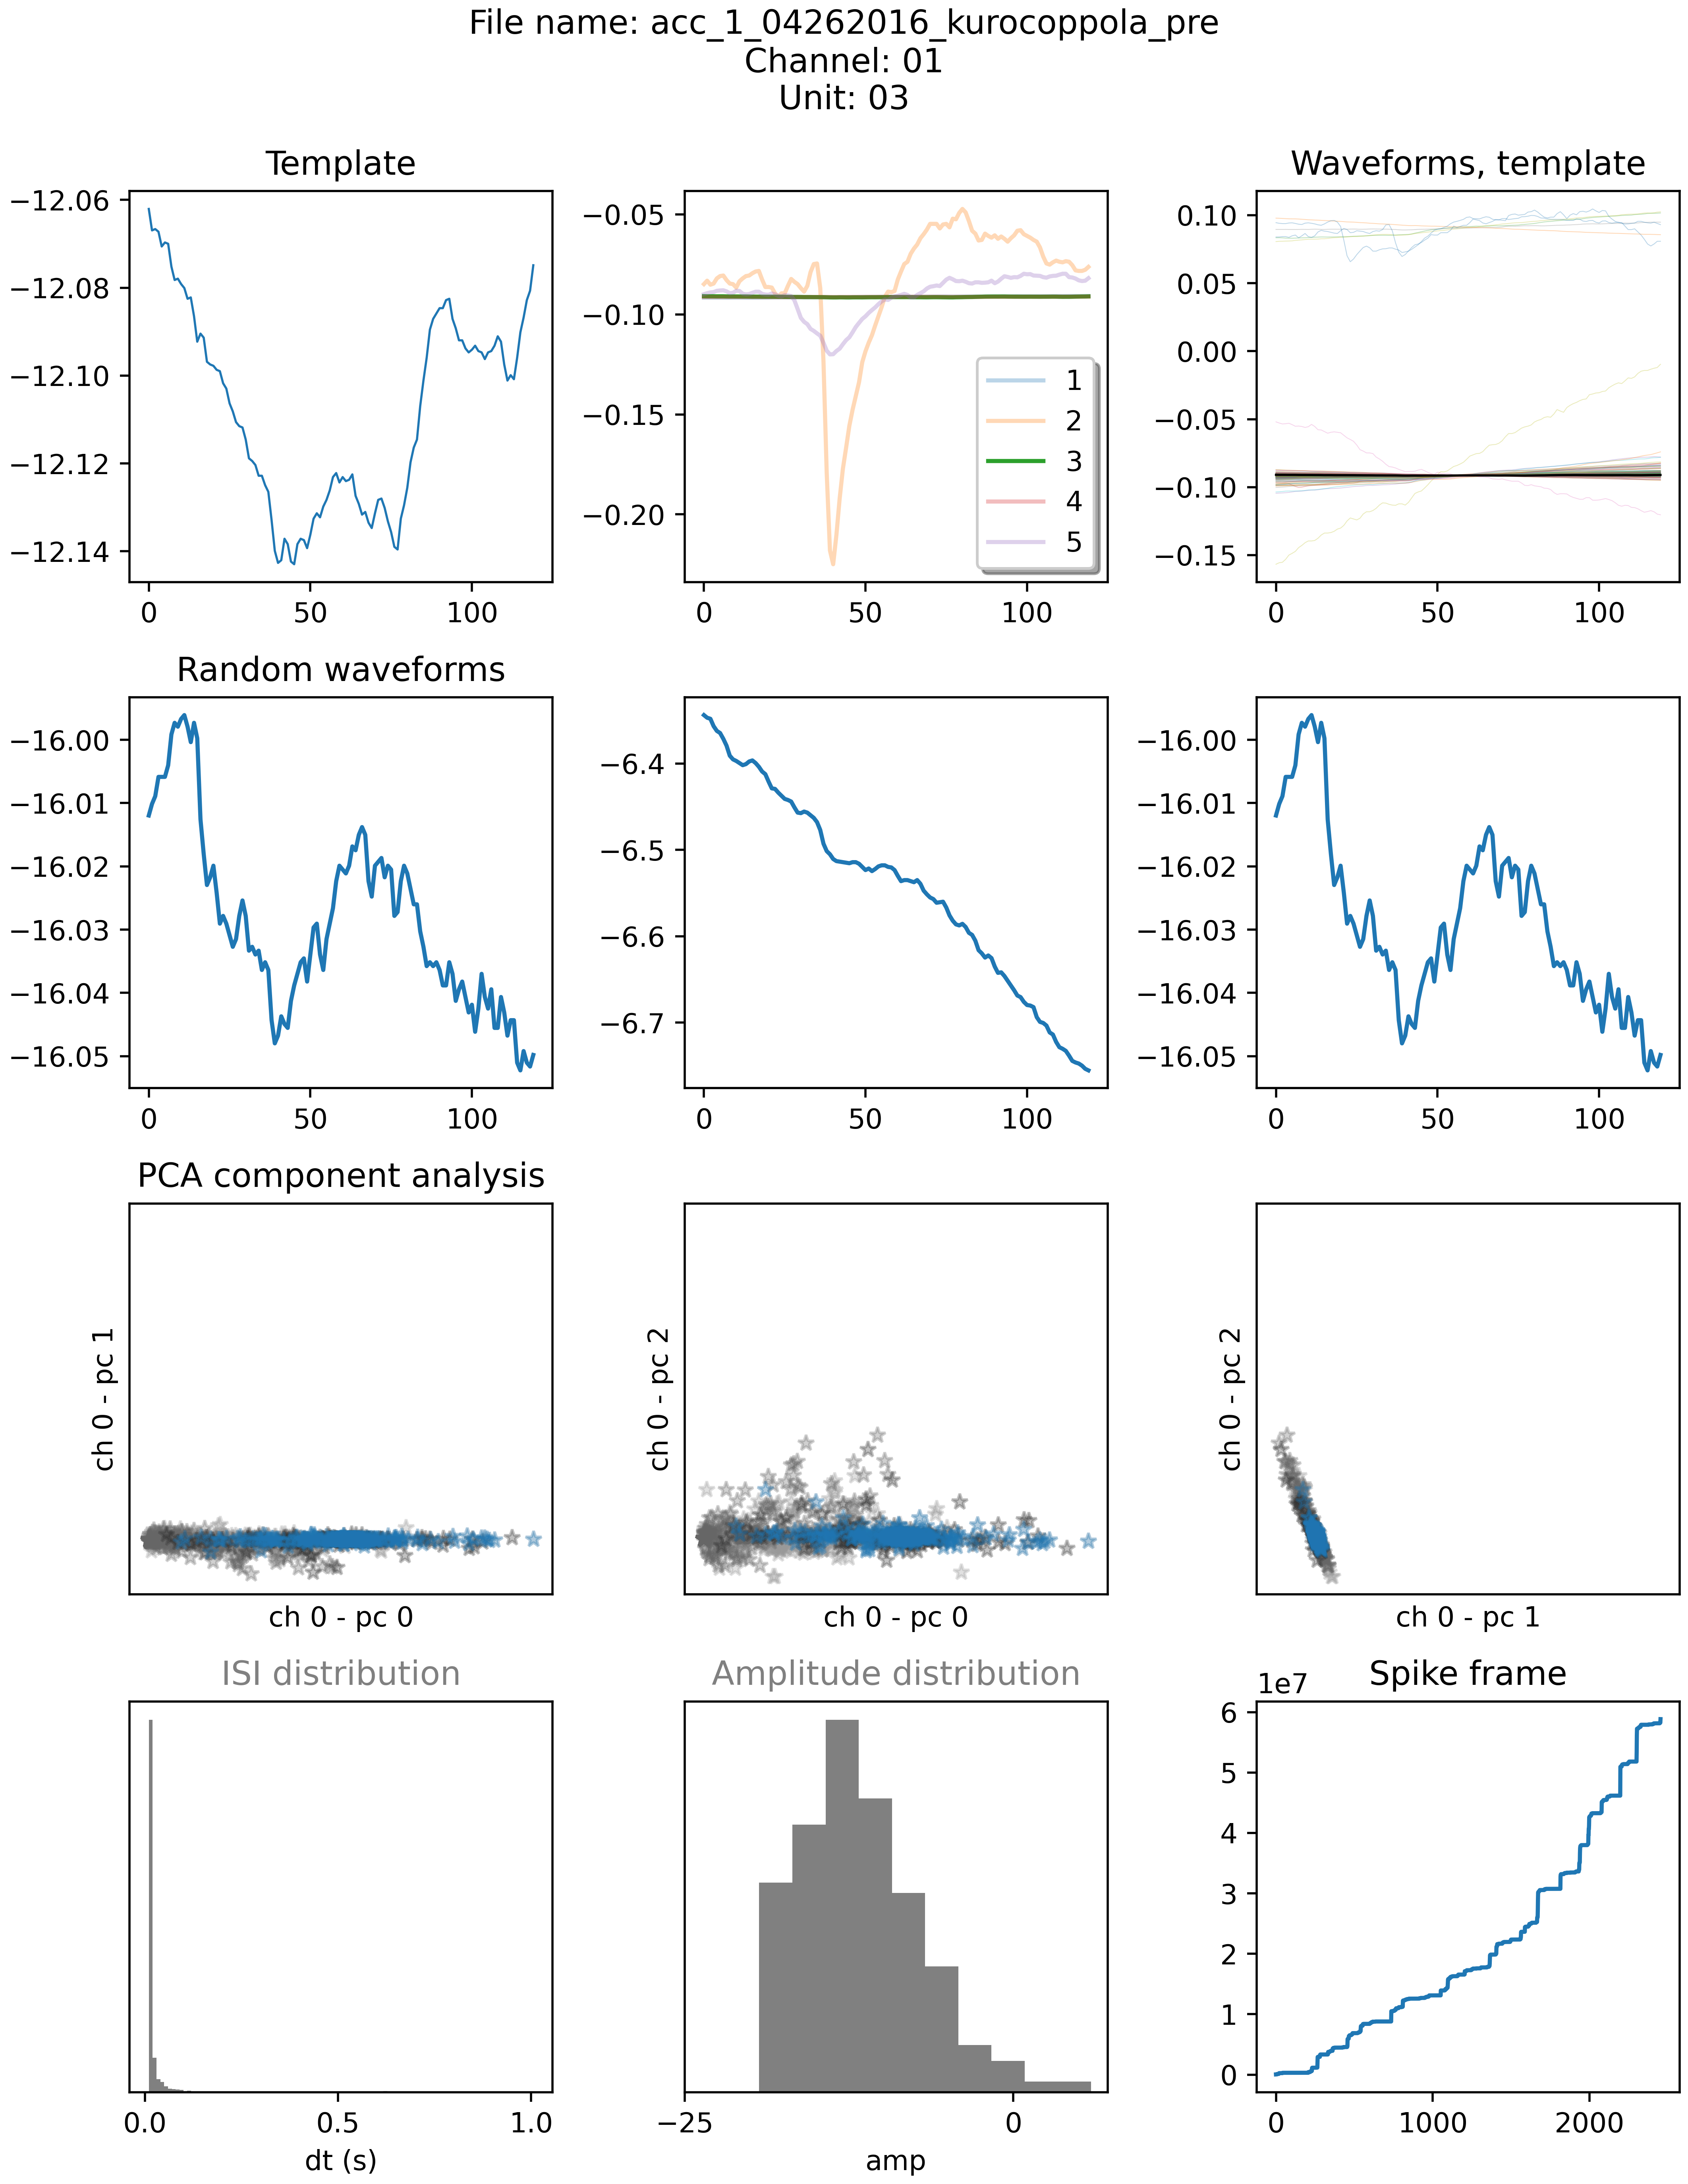 File name: acc_1_04262016_kurocoppola_pre
Channel: 01
Unit: 03
Template
−12.06
−12.08
−12.10
−12.12
−12.14
0 50 100
−0.05
−0.10
−0.15
−0.20
1
2
3
4
5
0 50 100
Waveforms, template
0.10
0.05
0.00
−0.05
−0.10
−0.15
0 50 100
Random waveforms
−16.00
−16.01
−16.02
−16.03
−16.04
−16.05
0 50 100
−6.4
−6.5
−6.6
−6.7
0 50 100
−16.00
−16.01
−16.02
−16.03
−16.04
−16.05
0 50 100
PCA component analysis
ch 0 - pc 1
ch 0 - pc 0
ch 0 - pc 2
ch 0 - pc 0
ch 0 - pc 2
ch 0 - pc 1
ISI distribution
0.0 0.5 1.0
dt (s)
Amplitude distribution
−25 0
amp
Spike frame
1e7
6
5
4
3
2
1
0
0 1000 2000